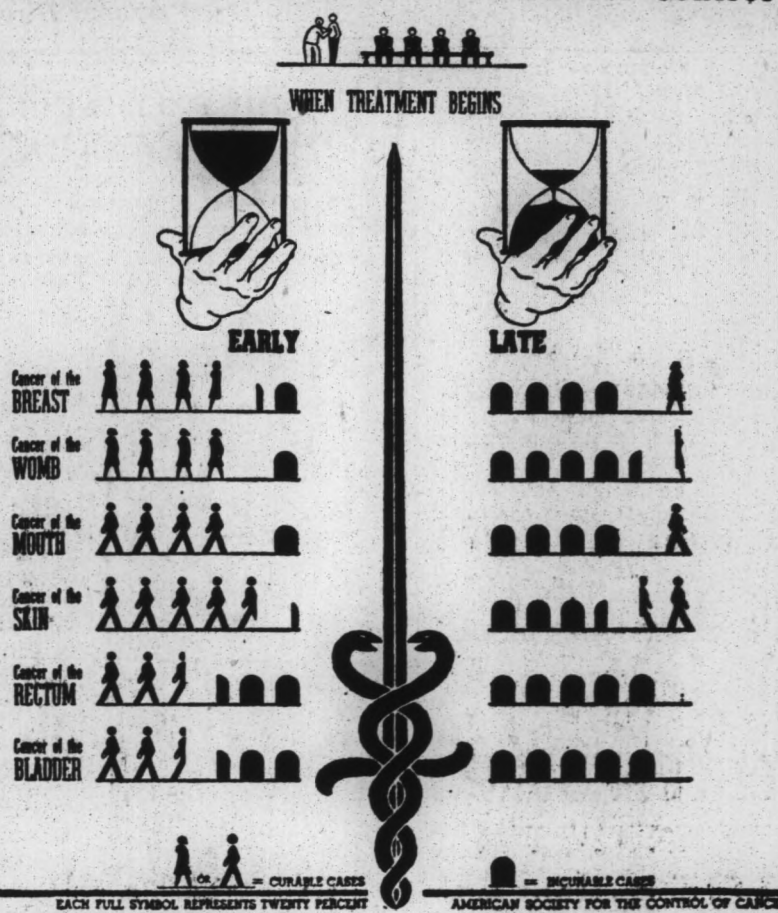 WHEN TREATMENT BEGINS
EARLY
LATE
Cancer of the
BREAST
Cancer of the
WOMB
Cancer of the
MOUTH
Cancer of the
SKIN
Cancer of the
RECTUM
Cancer of the
BLADDER
OR = CURABLE CASES
= INCURABLE CASES
EACH FULL SYMBOL REPRESENTS TWENTY PERCENT
AMERICAN SOCIETY FOR THE CONTROL OF CANCE